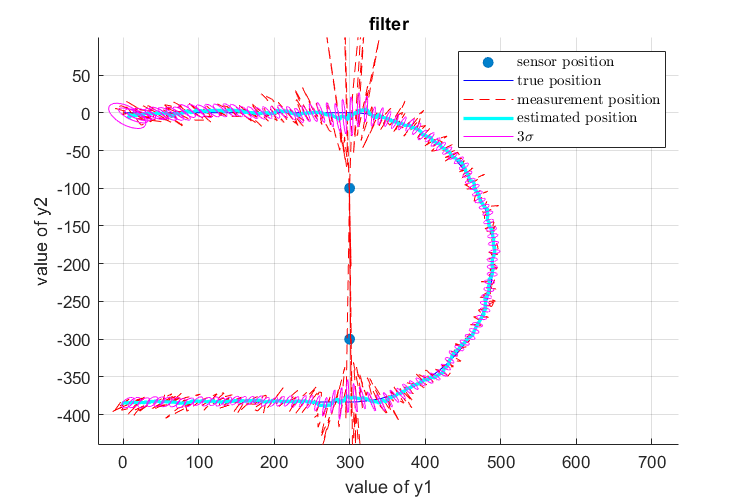 filter
sensor position
true position
measurement position
estimated position
3σ
50
0
-50
-100
-150
-200
-250
-300
-350
-400
value of y2
0 100 200 300 400 500 600 700
value of y1